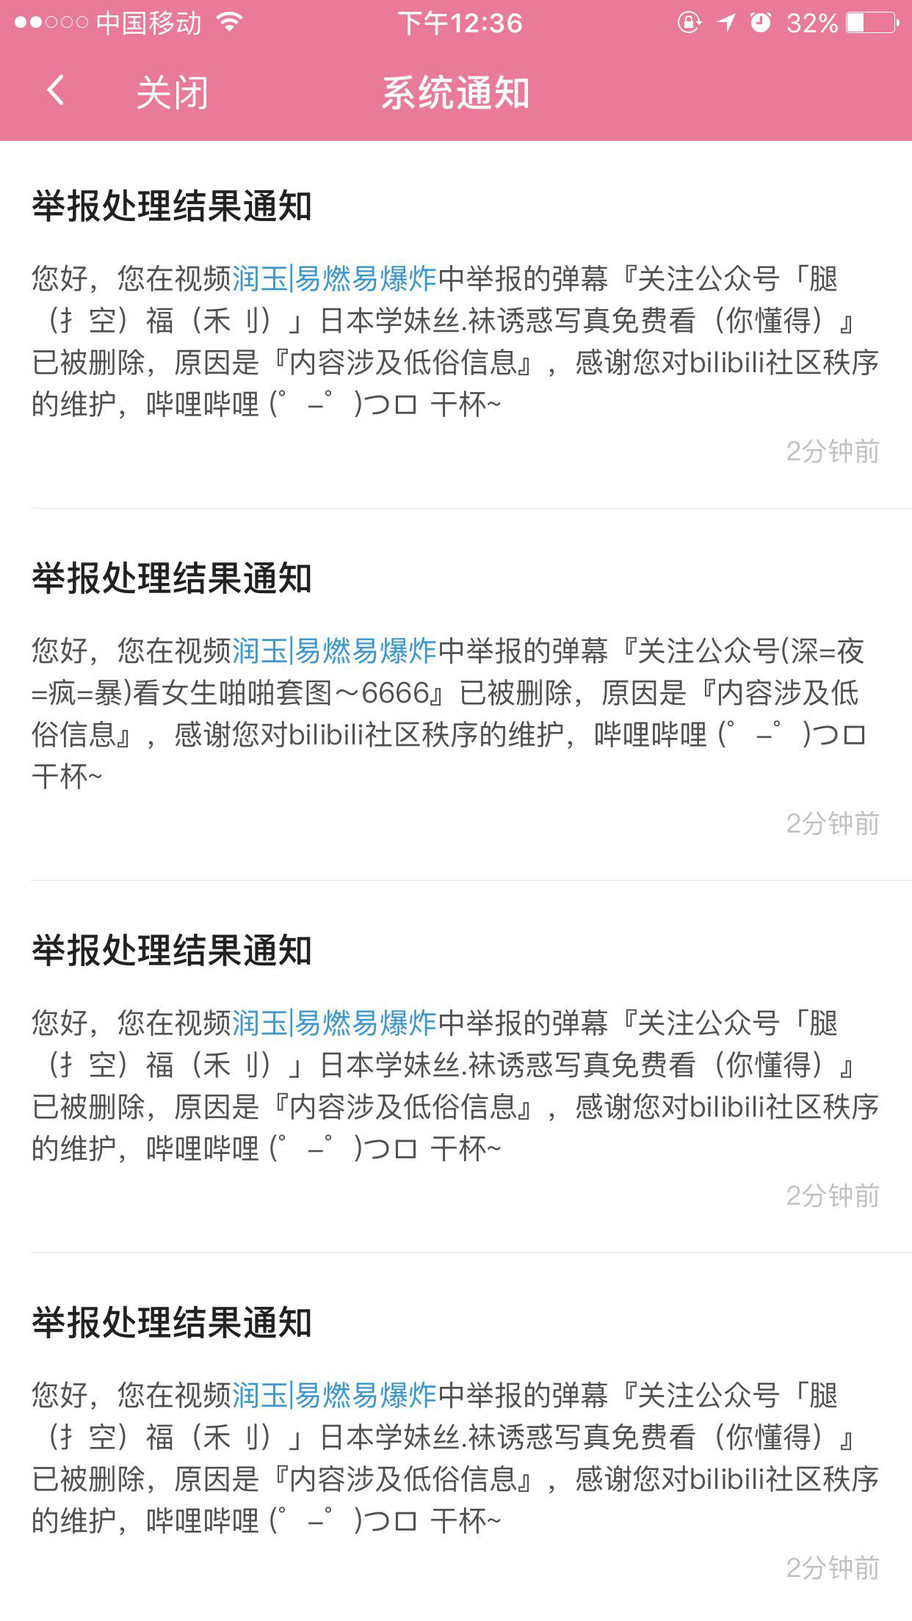 中国移动 下午12:36 32%
关闭 系统通知
举报处理结果通知
您好，您在视频润玉|易燃易爆炸中举报的弹幕『关注公众号「腿
（扌空）福（禾刂）」日本学妹丝.袜诱惑写真免费看（你懂得）』
已被删除，原因是『内容涉及低俗信息』，感谢您对bilibili社区秩序
的维护，哔哩哔哩 (゜-゜)つロ 干杯~
2分钟前
举报处理结果通知
您好，您在视频润玉|易燃易爆炸中举报的弹幕『关注公众号(深=夜
=疯=暴)看女生啪啪套图～6666』已被删除，原因是『内容涉及低
俗信息』，感谢您对bilibili社区秩序的维护，哔哩哔哩 (゜-゜)つロ
干杯~
2分钟前
举报处理结果通知
您好，您在视频润玉|易燃易爆炸中举报的弹幕『关注公众号「腿
（扌空）福（禾刂）」日本学妹丝.袜诱惑写真免费看（你懂得）』
已被删除，原因是『内容涉及低俗信息』，感谢您对bilibili社区秩序
的维护，哔哩哔哩 (゜-゜)つロ 干杯~
2分钟前
举报处理结果通知
您好，您在视频润玉|易燃易爆炸中举报的弹幕『关注公众号「腿
（扌空）福（禾刂）」日本学妹丝.袜诱惑写真免费看（你懂得）』
已被删除，原因是『内容涉及低俗信息』，感谢您对bilibili社区秩序
的维护，哔哩哔哩 (゜-゜)つロ 干杯~
2分钟前